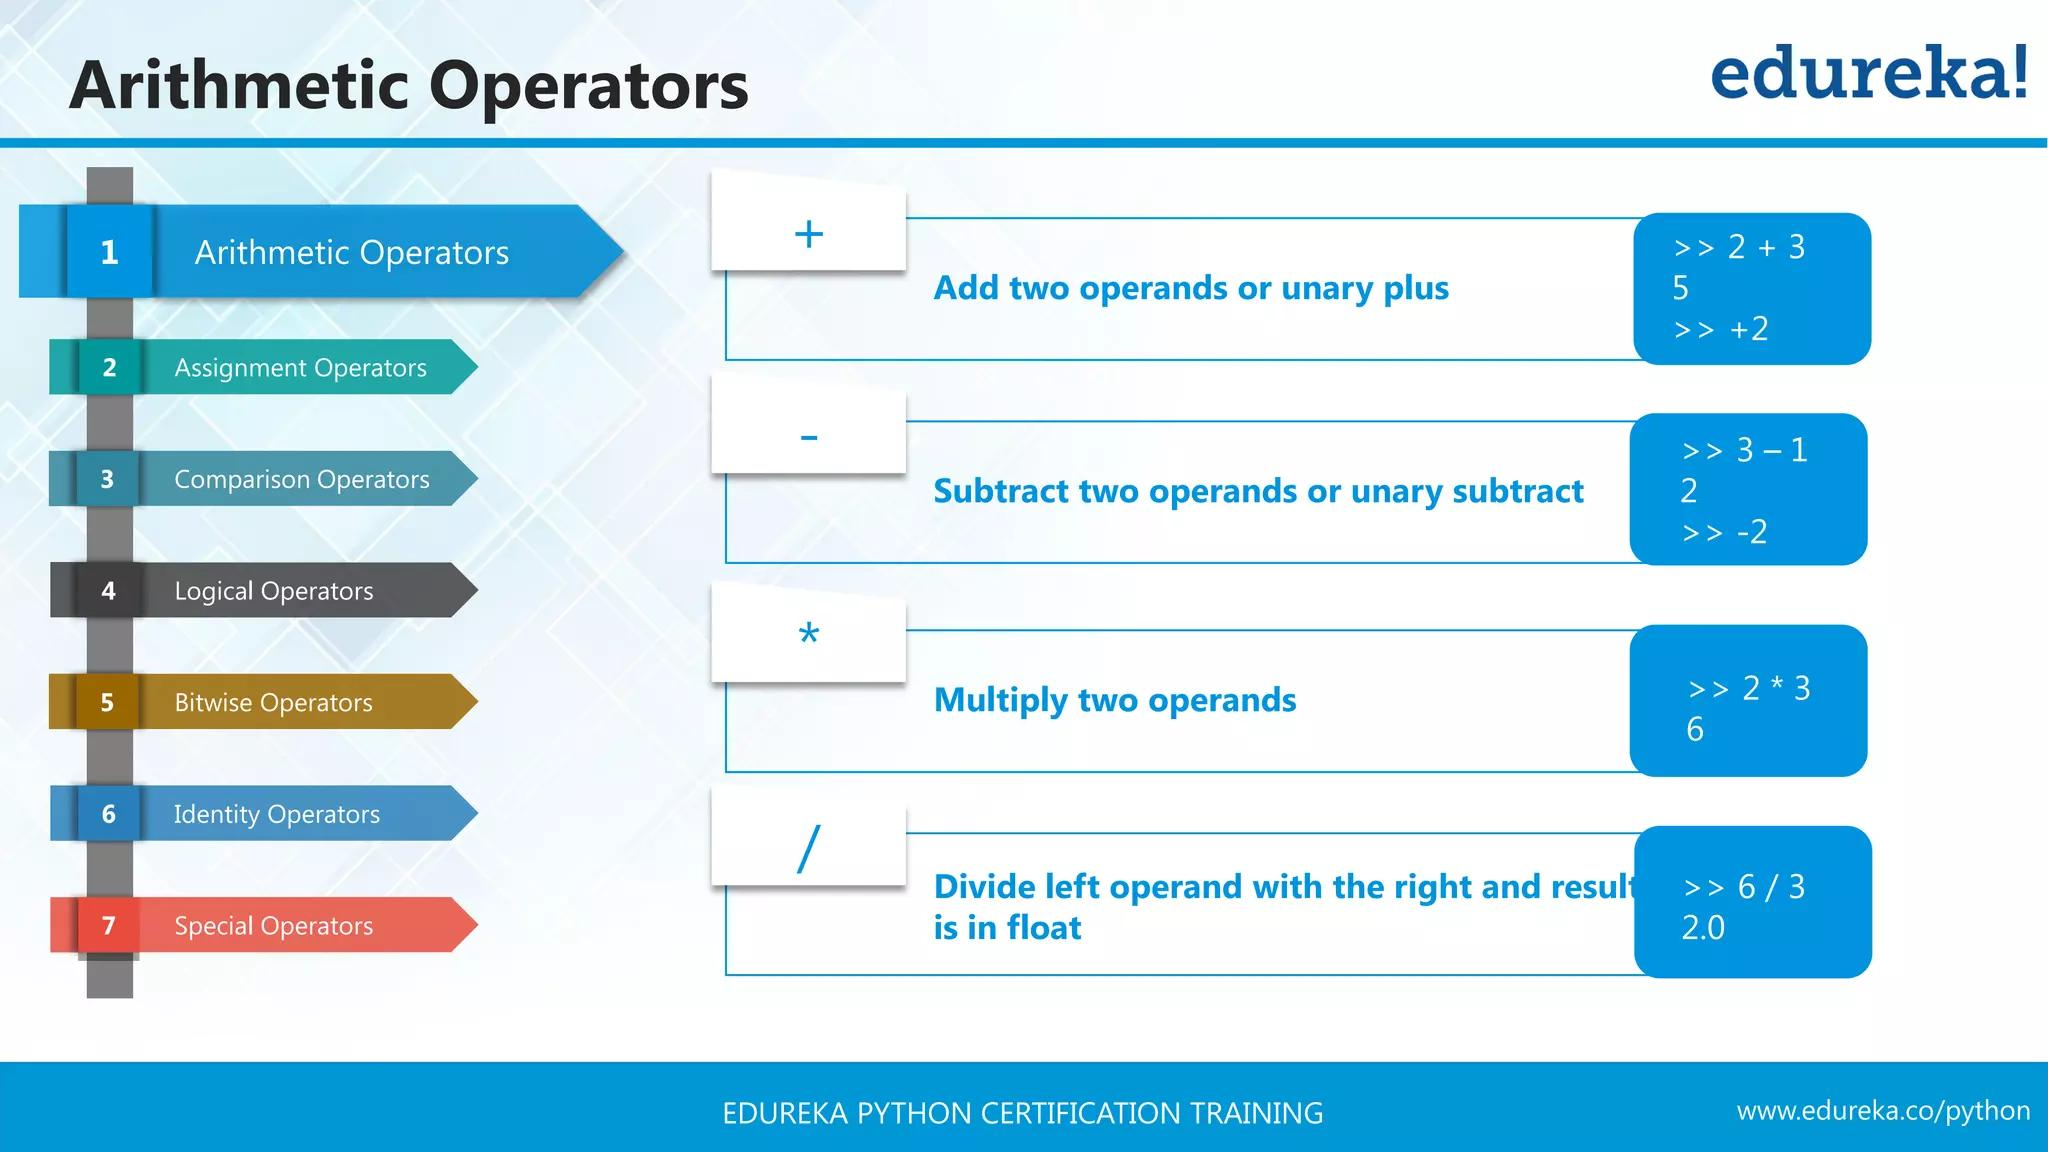 Arithmetic Operators
edureka!
1
Arithmetic Operators
2
Assignment Operators
3
Comparison Operators
4
Logical Operators
5
Bitwise Operators
6
Identity Operators
7
Special Operators
+
Add two operands or unary plus
>> 2 + 3
5
>> +2
-
Subtract two operands or unary subtract
>> 3 – 1
2
>> -2
*
Multiply two operands
>> 2 * 3
6
/
Divide left operand with the right and result
is in float
>> 6 / 3
2.0
EDUREKA PYTHON CERTIFICATION TRAINING
www.edureka.co/python